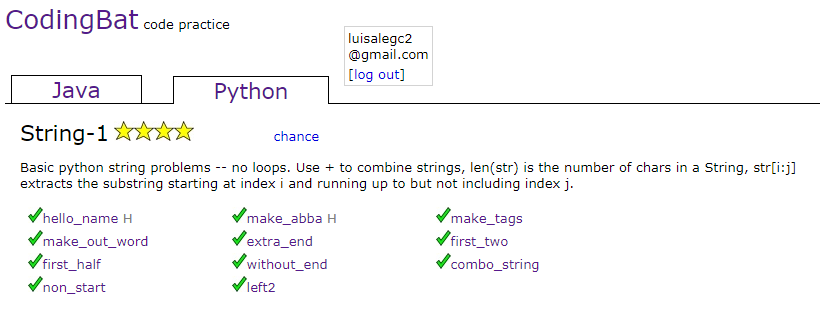 CodingBat code practice
luisalegc2
@gmail.com
[log out]
Java
Python
String-1 chance
Basic python string problems -- no loops. Use + to combine strings, len(str) is the number of chars in a String, str[i:j]
extracts the substring starting at index i and running up to but not including index j.
hello_name H make_abba H make_tags
make_out_word extra_end first_two
first_half without_end combo_string
non_start left2